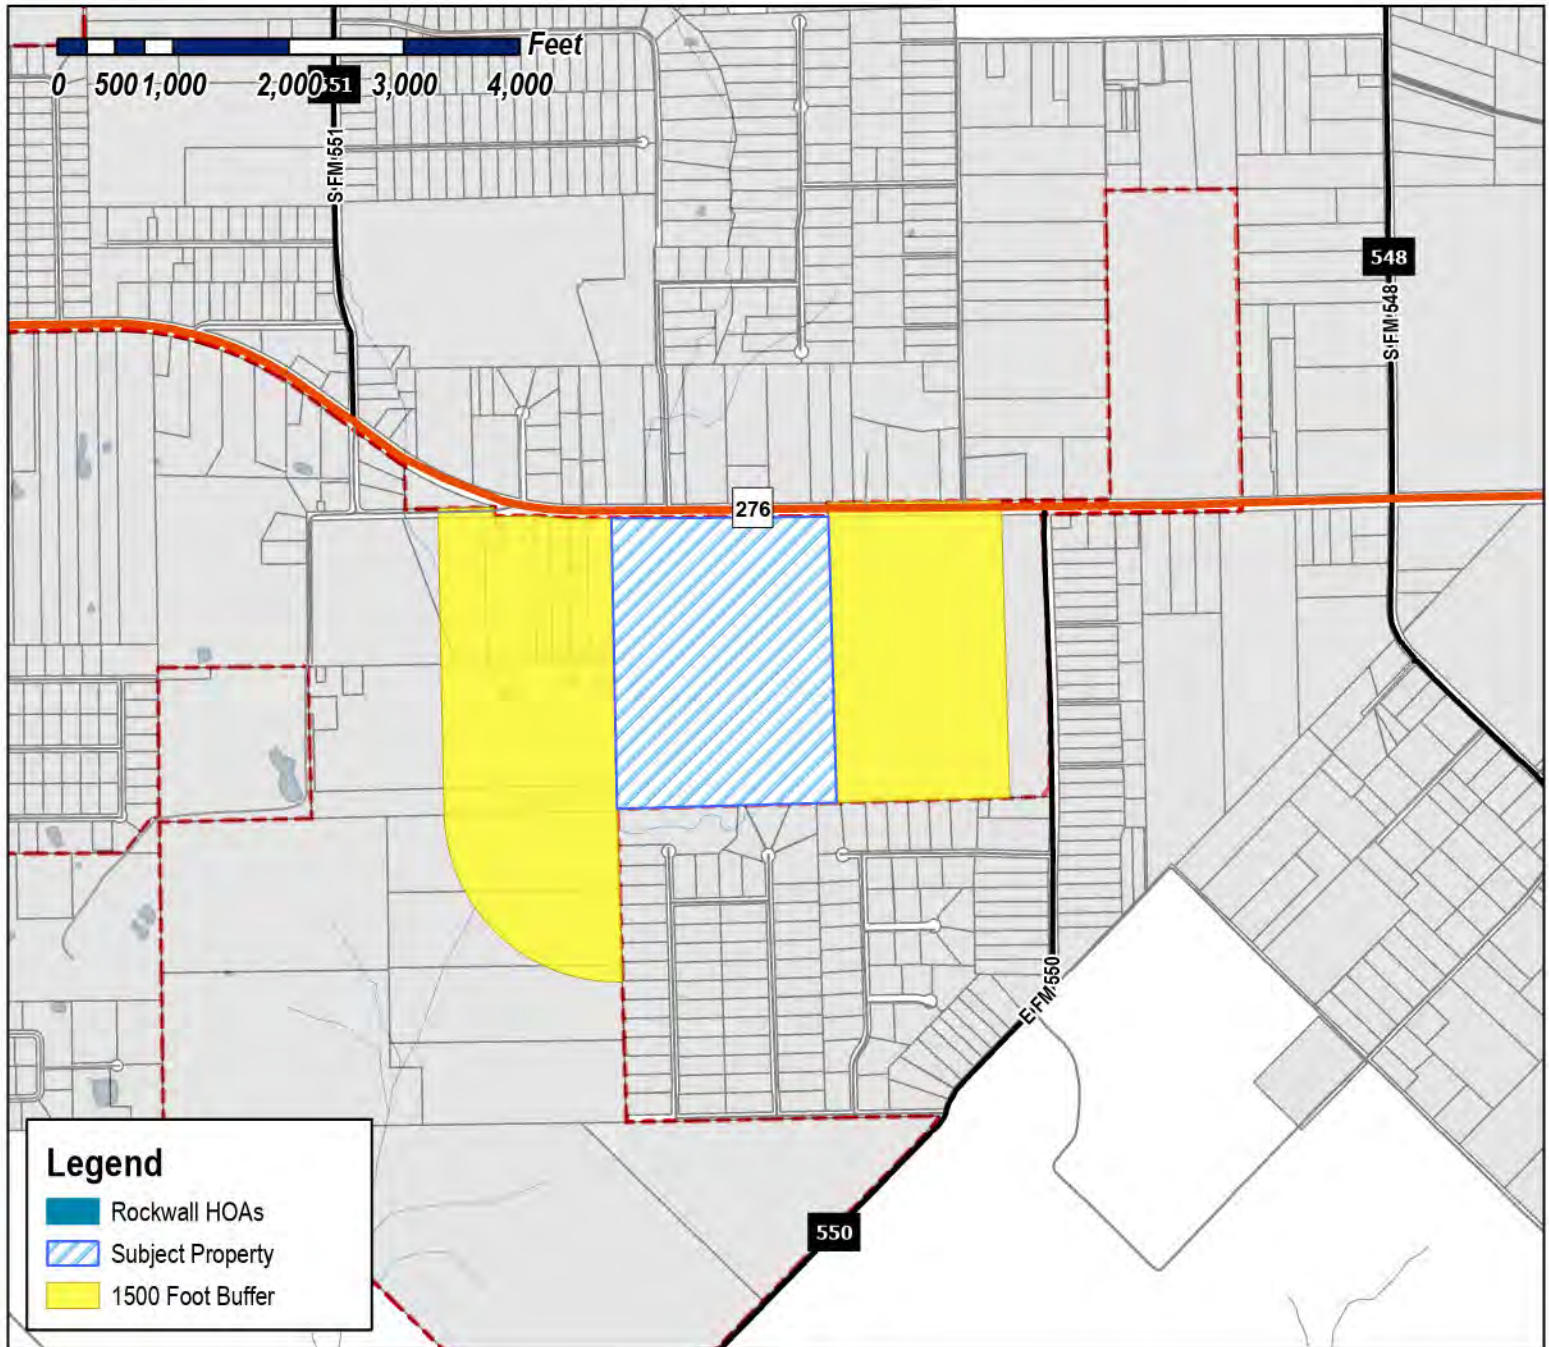 Feet
0 500 1,000 2,000 3,000 4,000
551
S FM 551
548
S FM 548
276
E FM 550
550
Legend
Rockwall HOAs
Subject Property
1500 Foot Buffer